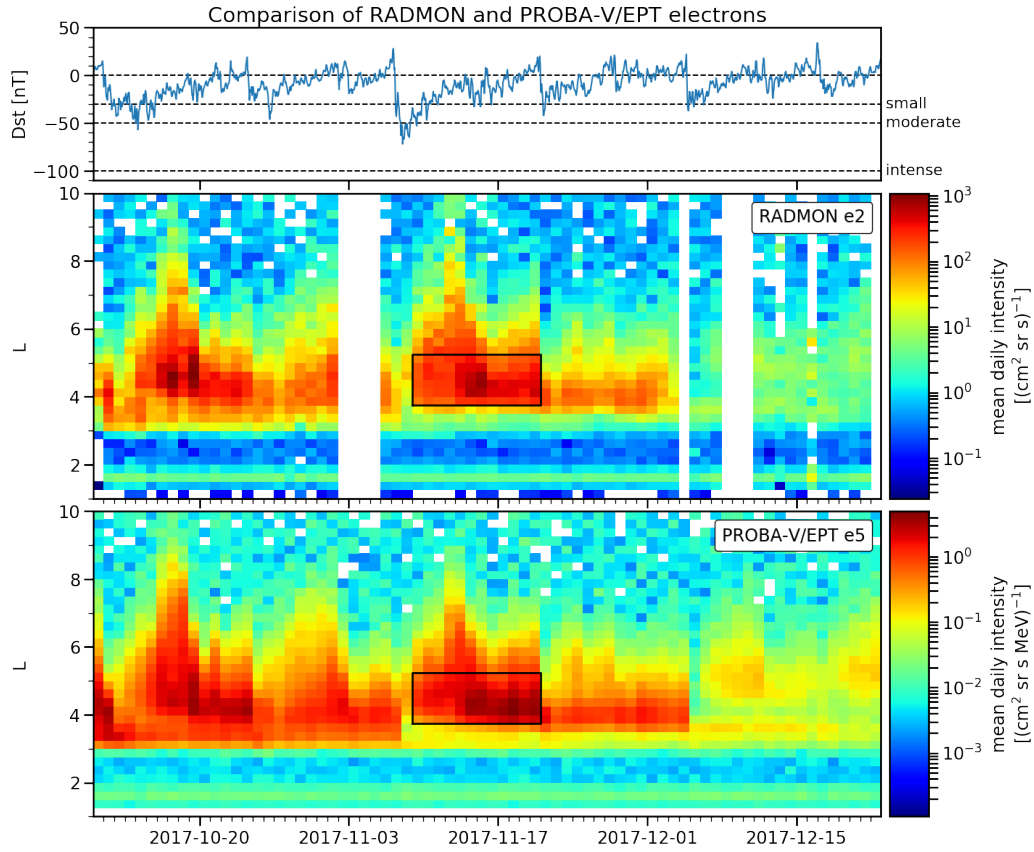 Comparison of RADMON and PROBA-V/EPT electrons
Dst [nT]
50
0
−50
−100
small
moderate
intense
L
10
8
6
4
2
RADMON e2
10³
10²
10¹
10⁰
10⁻¹
mean daily intensity
[(cm² sr s)⁻¹]
L
10
8
6
4
2
PROBA-V/EPT e5
10⁰
10⁻¹
10⁻²
10⁻³
mean daily intensity
[(cm² sr s MeV)⁻¹]
2017-10-20
2017-11-03
2017-11-17
2017-12-01
2017-12-15